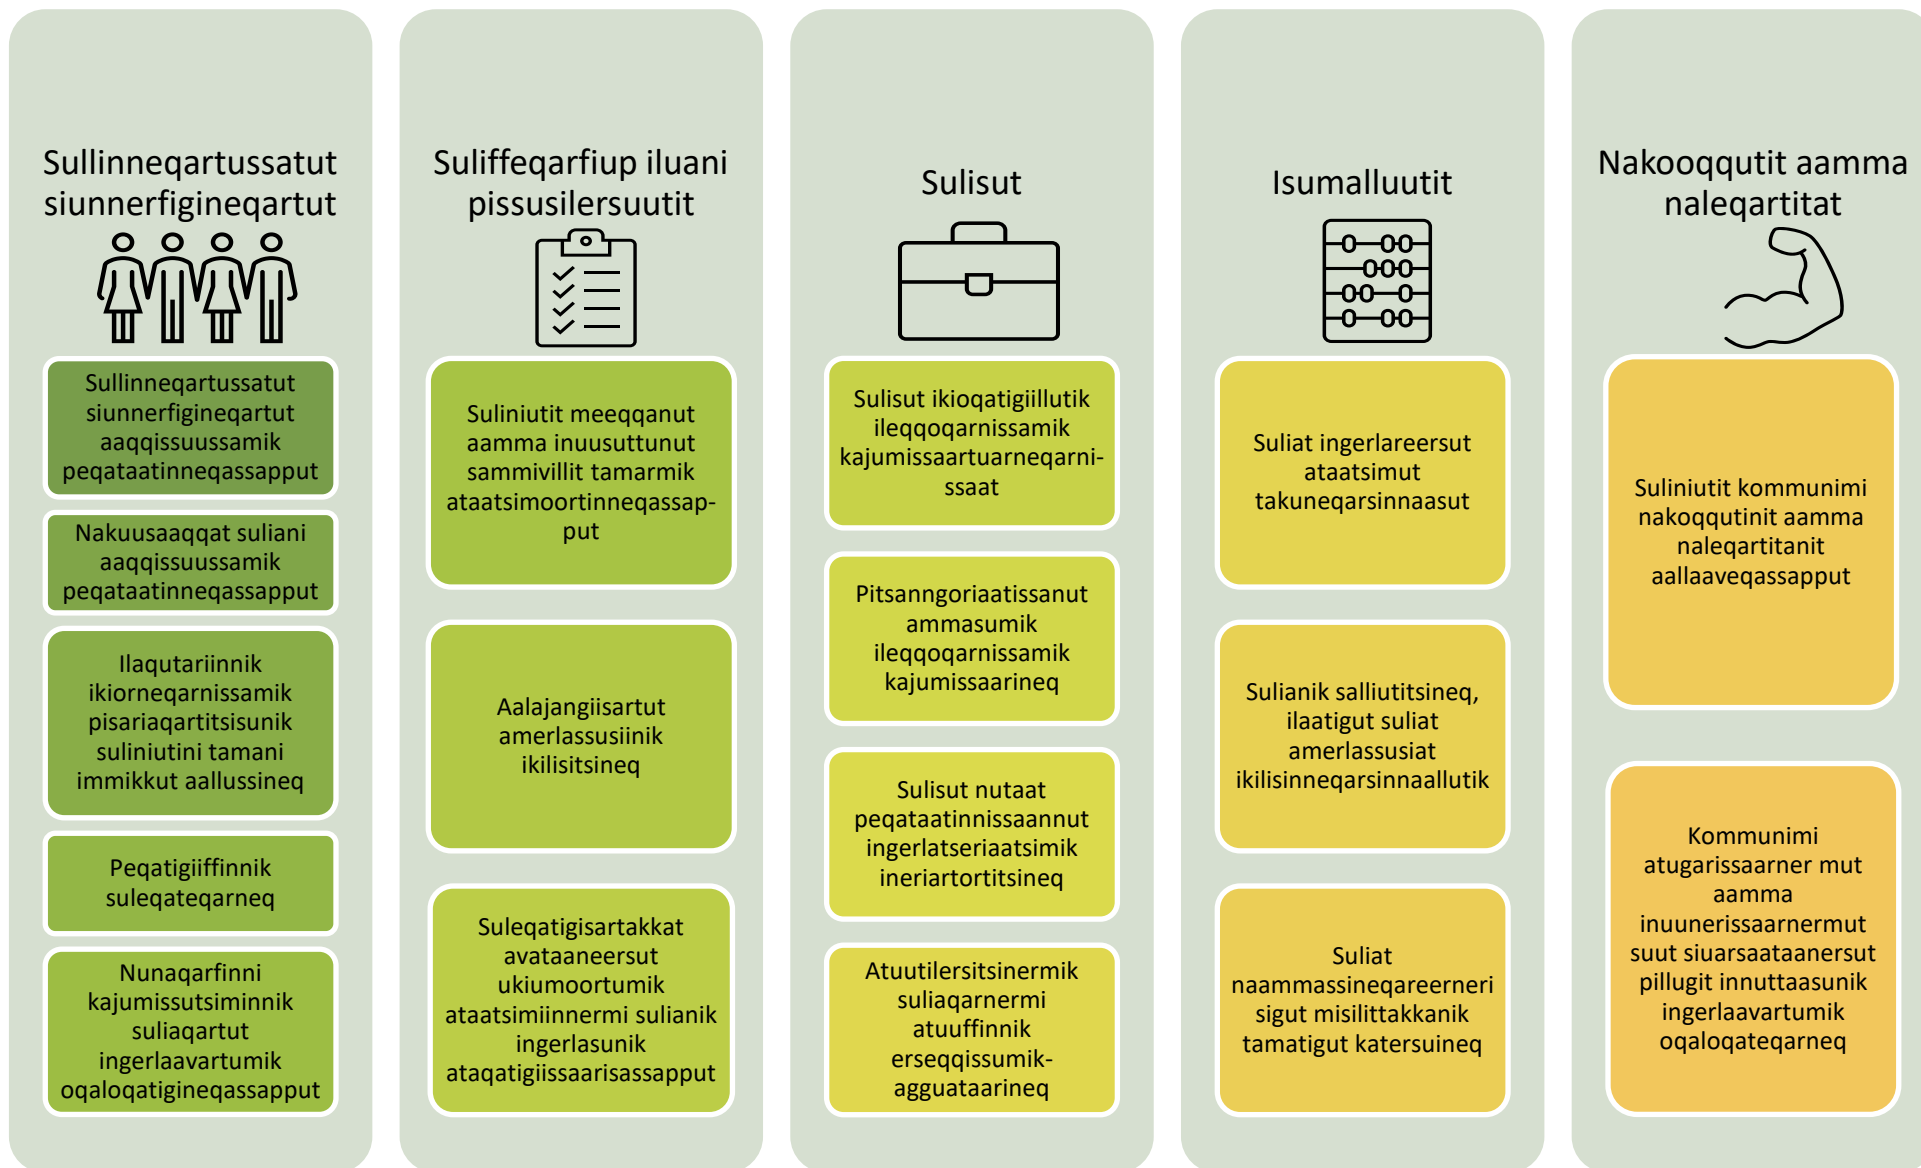 Sullinneqartussatut
siunnerfigineqartut
Sullinneqartussatut
siunnerfigineqartut
aaqqissuussamik
peqataatinneqassapput
Nakuusaaqqat suliani
aaqqissuussamik
peqataatinneqassapput
Ilaqutariinnik
ikiorneqarnissamik
pisariaqartitsisunik
suliniutini tamani
immikkut aallussineq
Peqatigiiffinnik
suleqateqarneq
Nunaqarfinni
kajumissutsiminnik
suliaqartut
ingerlaavartumik
oqaloqatigineqassapput
Suliffeqarfiup iluani
pissusilersuutit
Suliniutit meeqqanut
aamma inuusuttunut
sammivillit tamarmik
ataatsimoortinneqassap-
put
Aalajangiisartut
amerlassusiinik
ikilisitsineq
Suleqatigisartakkat
avataaneersut
ukiumoortumik
ataatsimiinnermi sulianik
ingerlasunik
ataqatigiissaarisassapput
Sulisut
Sulisut ikioqatigiillutik
ileqqoqarnissamik
kajumissaartuarneqarni-
ssaat
Pitsanngoriaatissanut
ammasumik
ileqqoqarnissamik
kajumissaarineq
Sulisut nutaat
peqataatinnissaannut
ingerlatseriaatsimik
ineriartortitsineq
Atuutilersitsinermik
suliaqarnermi
atuuffinnik
erseqqissumik-
agguataarineq
Isumalluutit
Suliat ingerlareersut
ataatsimut
takuneqarsinnaasut
Sulianik salliutitsineq,
ilaatigut suliat
amerlassusiat
ikilisinneqarsinnaallutik
Suliat
naammassineqareerneri
sigut misilittakkanik
tamatigut katersuineq
Nakooqqutit aamma
naleqartitat
Suliniutit kommunimi
nakoqqutinit aamma
naleqartitanit
aallaaveqassapput
Kommunimi
atugarissaarner mut
aamma
inuunerissaarnermut
suut siuarsaataanersut
pillugit innuttaasunik
ingerlaavartumik
oqaloqateqarneq